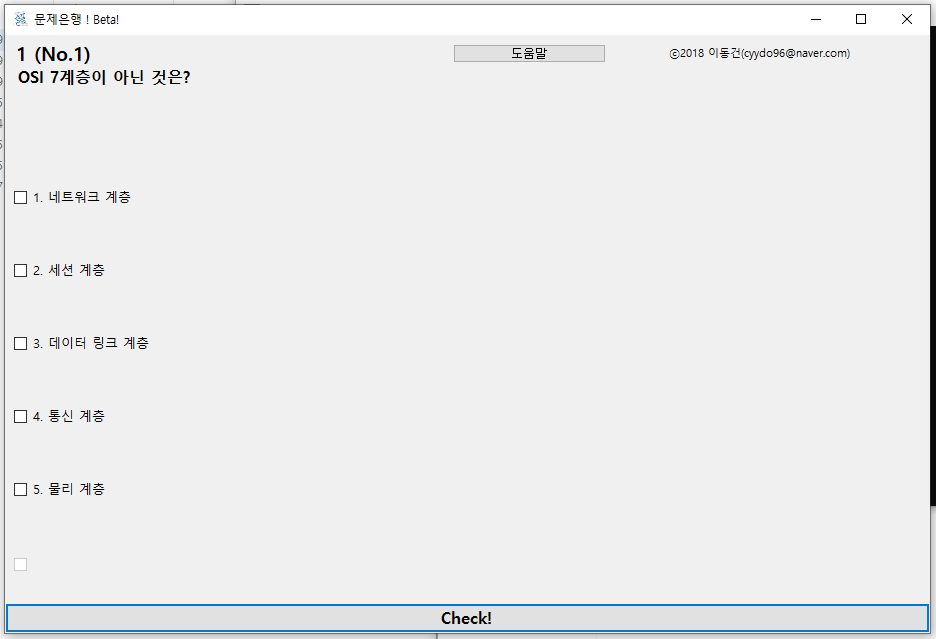 문제은행 ! Beta!
1 (No.1)
도움말
©2018 이동건(cyydo96@naver.com)
OSI 7계층이 아닌 것은?
1. 네트워크 계층
2. 세션 계층
3. 데이터 링크 계층
4. 통신 계층
5. 물리 계층
Check!